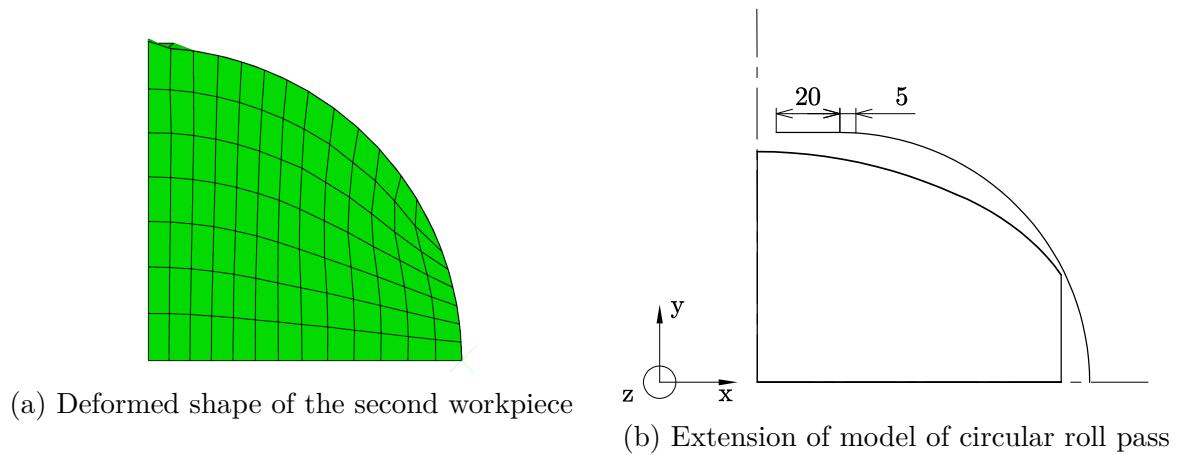 20 5
y
z x
(a) Deformed shape of the second workpiece
(b) Extension of model of circular roll pass